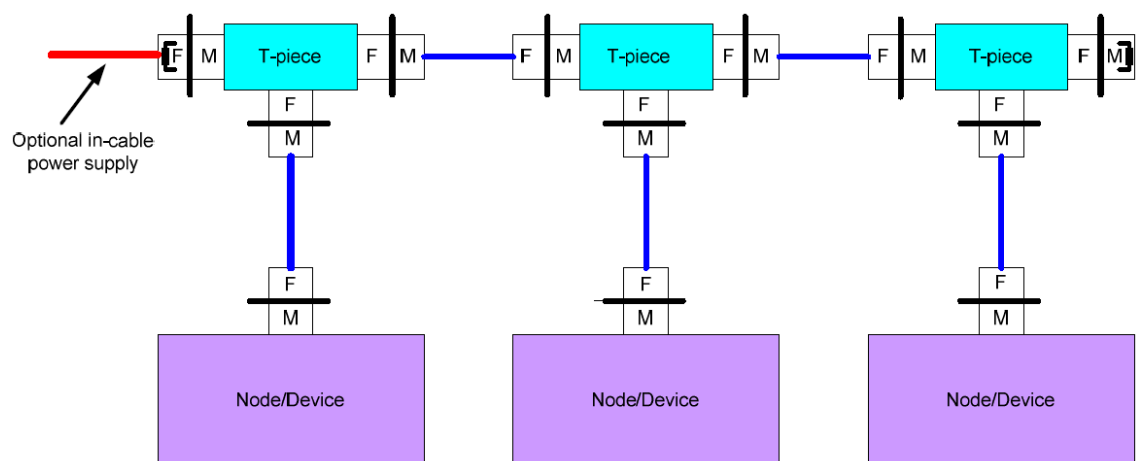 F M T-piece F M F M T-piece F M F M T-piece F M
F F F
Optional in-cable
power supply
M M M
F F F
M M M
Node/Device Node/Device Node/Device